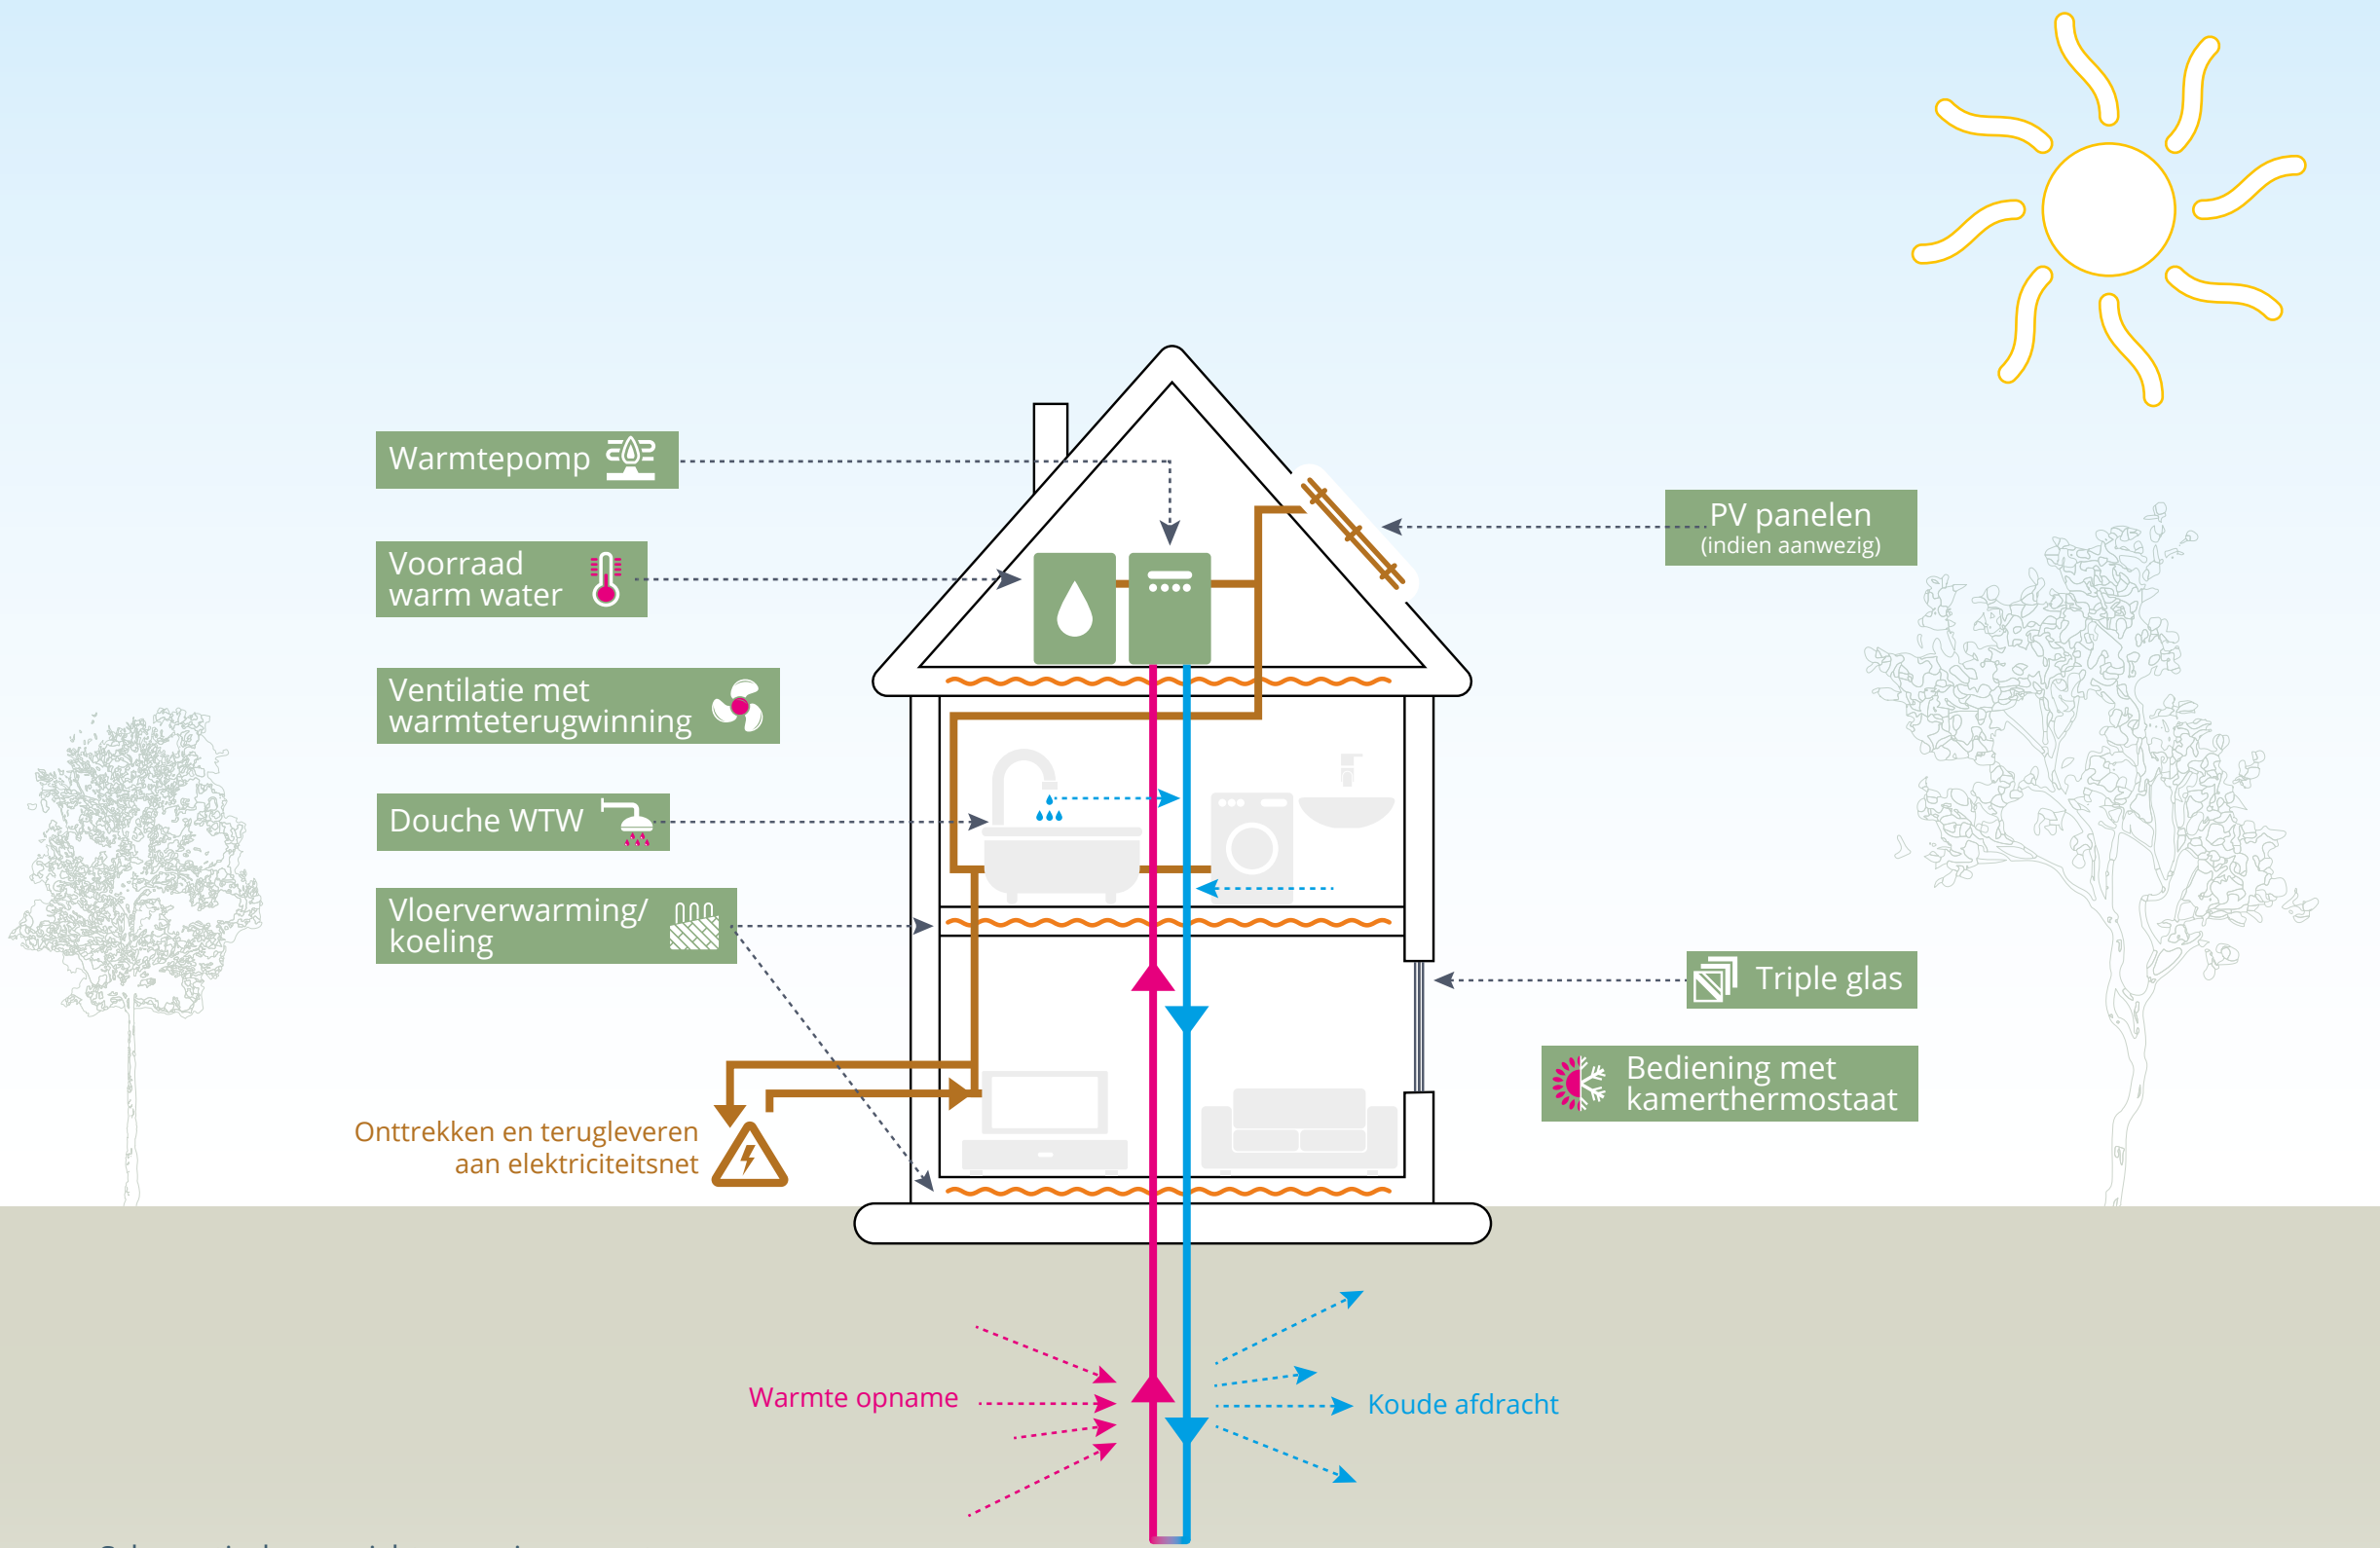 Warmtepomp
Voorraad
warm water
Ventilatie met
warmteterugwinning
Douche WTW
Vloerverwarming/
koeling
Onttrekken en terugleveren
aan elektriciteitsnet
PV panelen
(indien aanwezig)
Triple glas
Bediening met
kamerthermostaat
Warmte opname
Koude afdracht